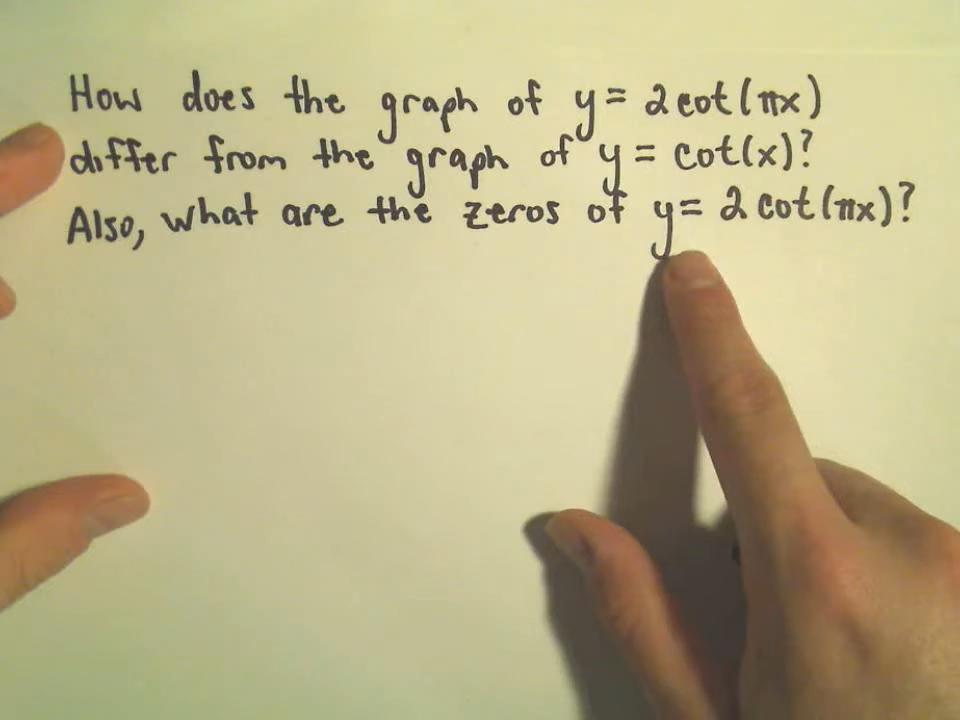 How does the graph of y = 2cot(πx)
differ from the graph of y = cot(x)?
Also, what are the zeros of y = 2cot(πx)?